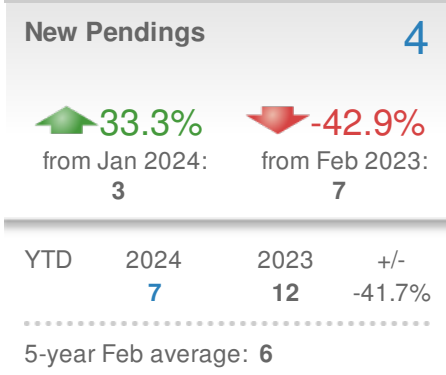 New Pendings 4
33.3% -42.9%
from Jan 2024: from Feb 2023:
3 7
YTD 2024 2023 +/-
7 12 -41.7%
5-year Feb average: 6